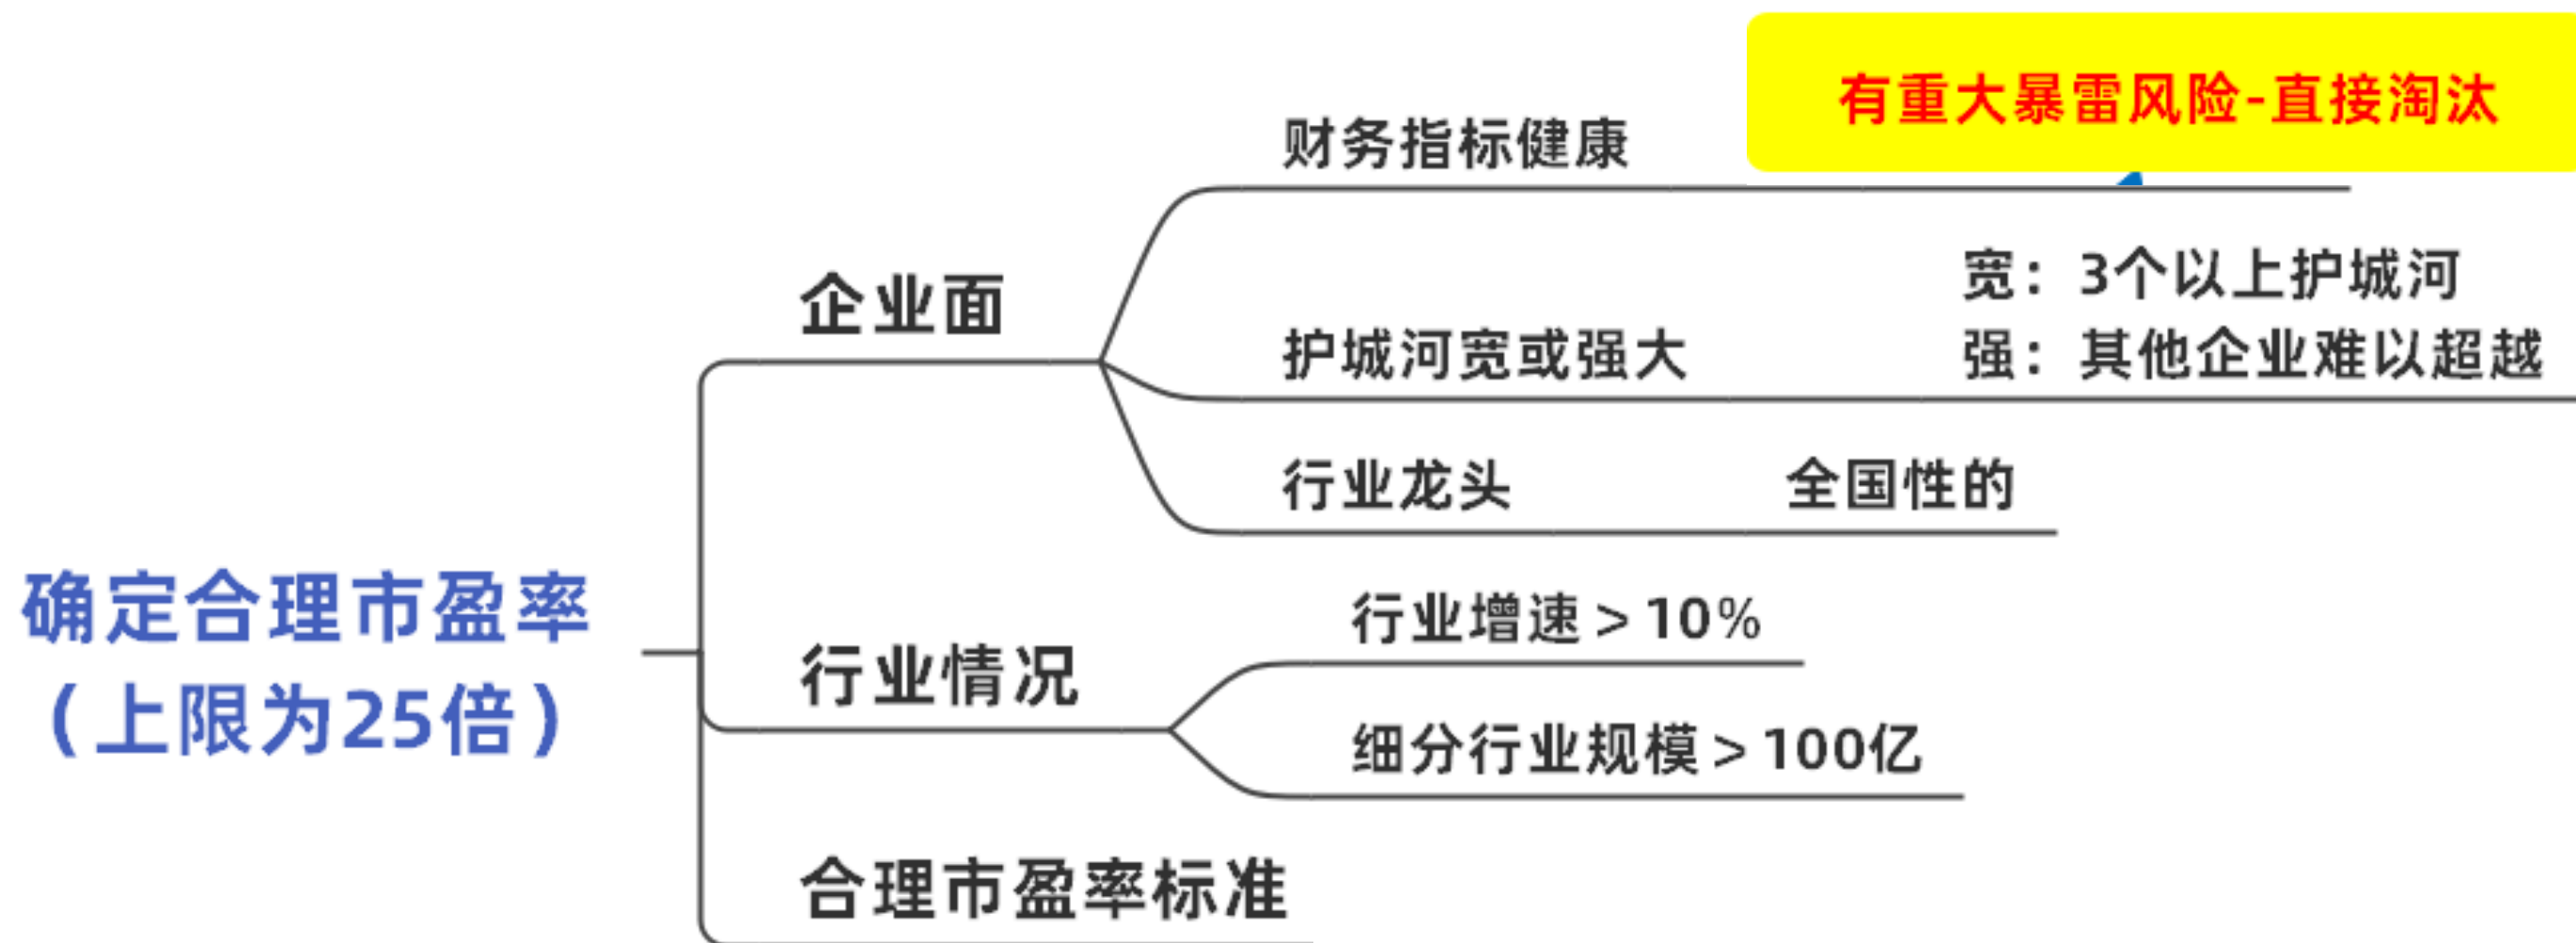 有重大暴雷风险-直接淘汰
财务指标健康
企业面
宽：3个以上护城河
护城河宽或强大
强：其他企业难以超越
行业龙头
全国性的
确定合理市盈率
（上限为25倍）
行业情况
行业增速＞10%
细分行业规模＞100亿
合理市盈率标准